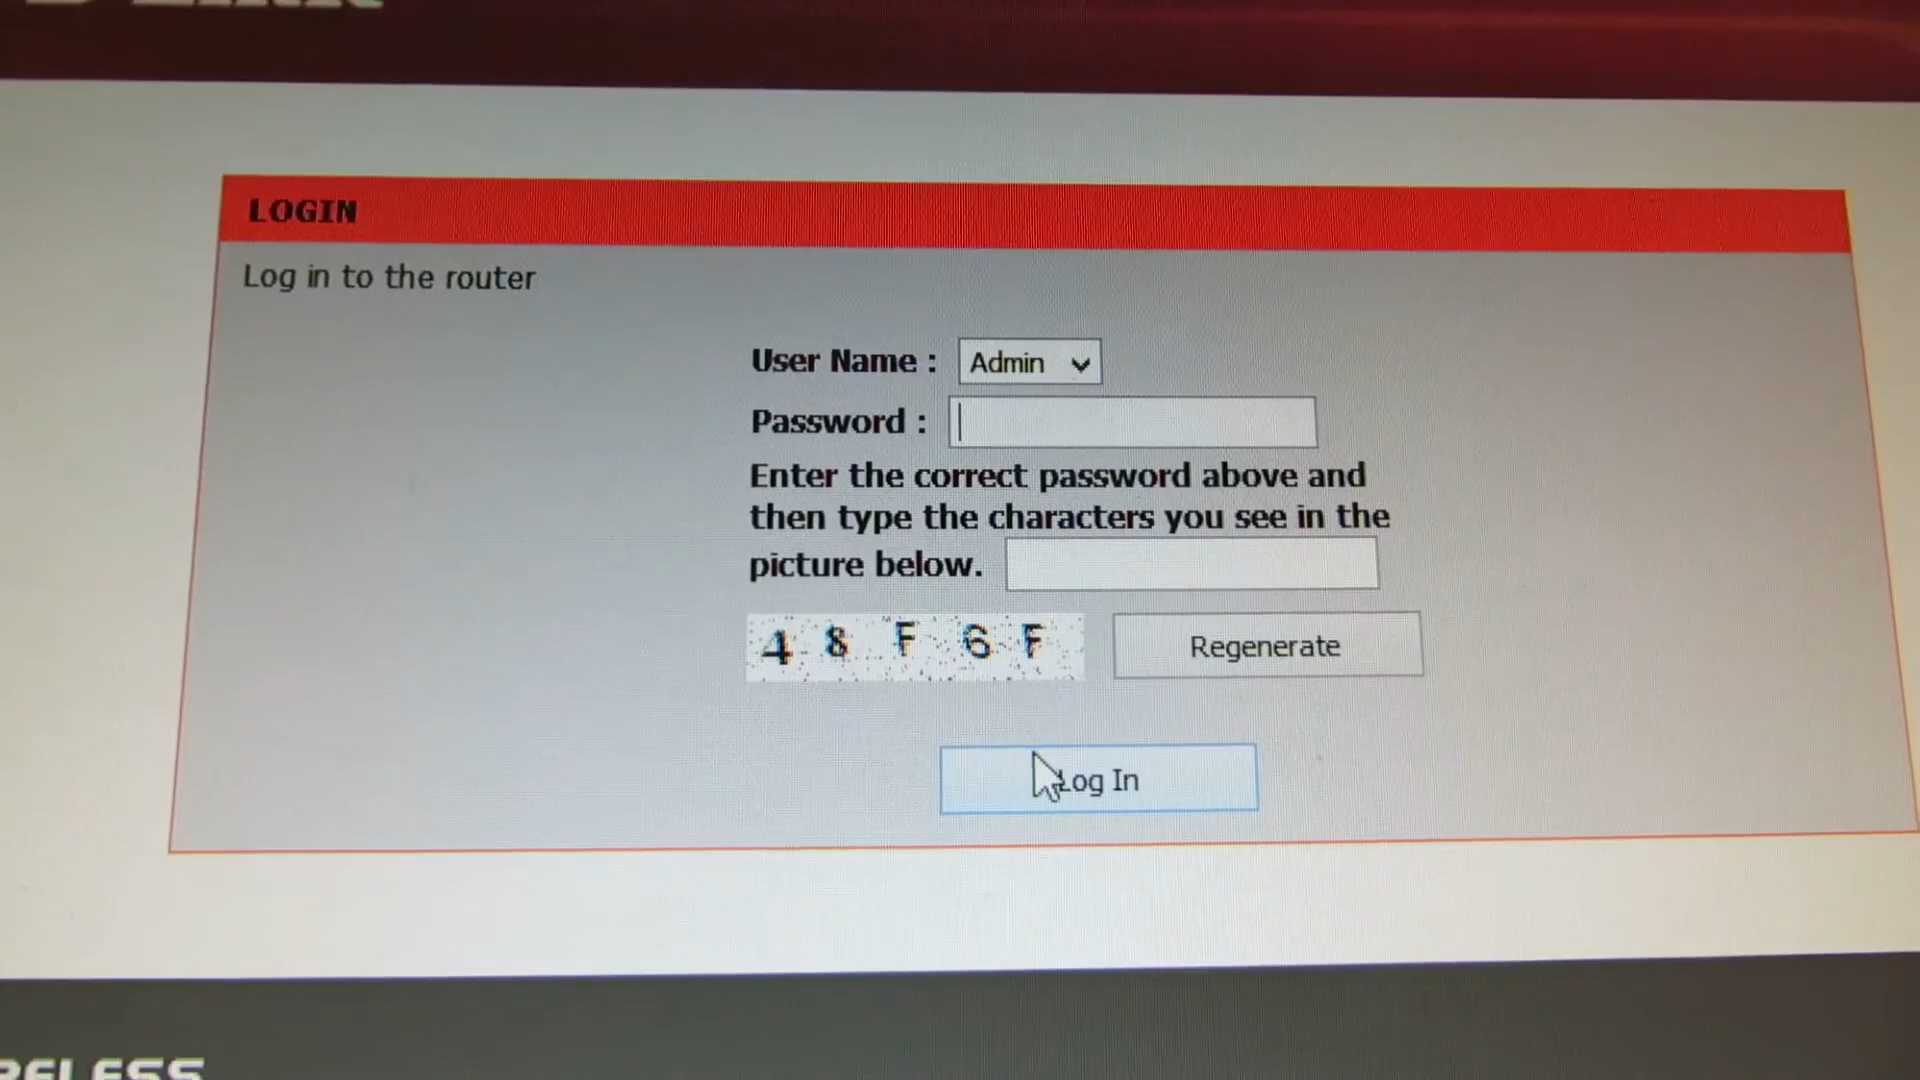 LOGIN
Log in to the router
User Name :
Admin
Password :
Enter the correct password above and
then type the characters you see in the
picture below.
4 8 F 6 F
Regenerate
Log In